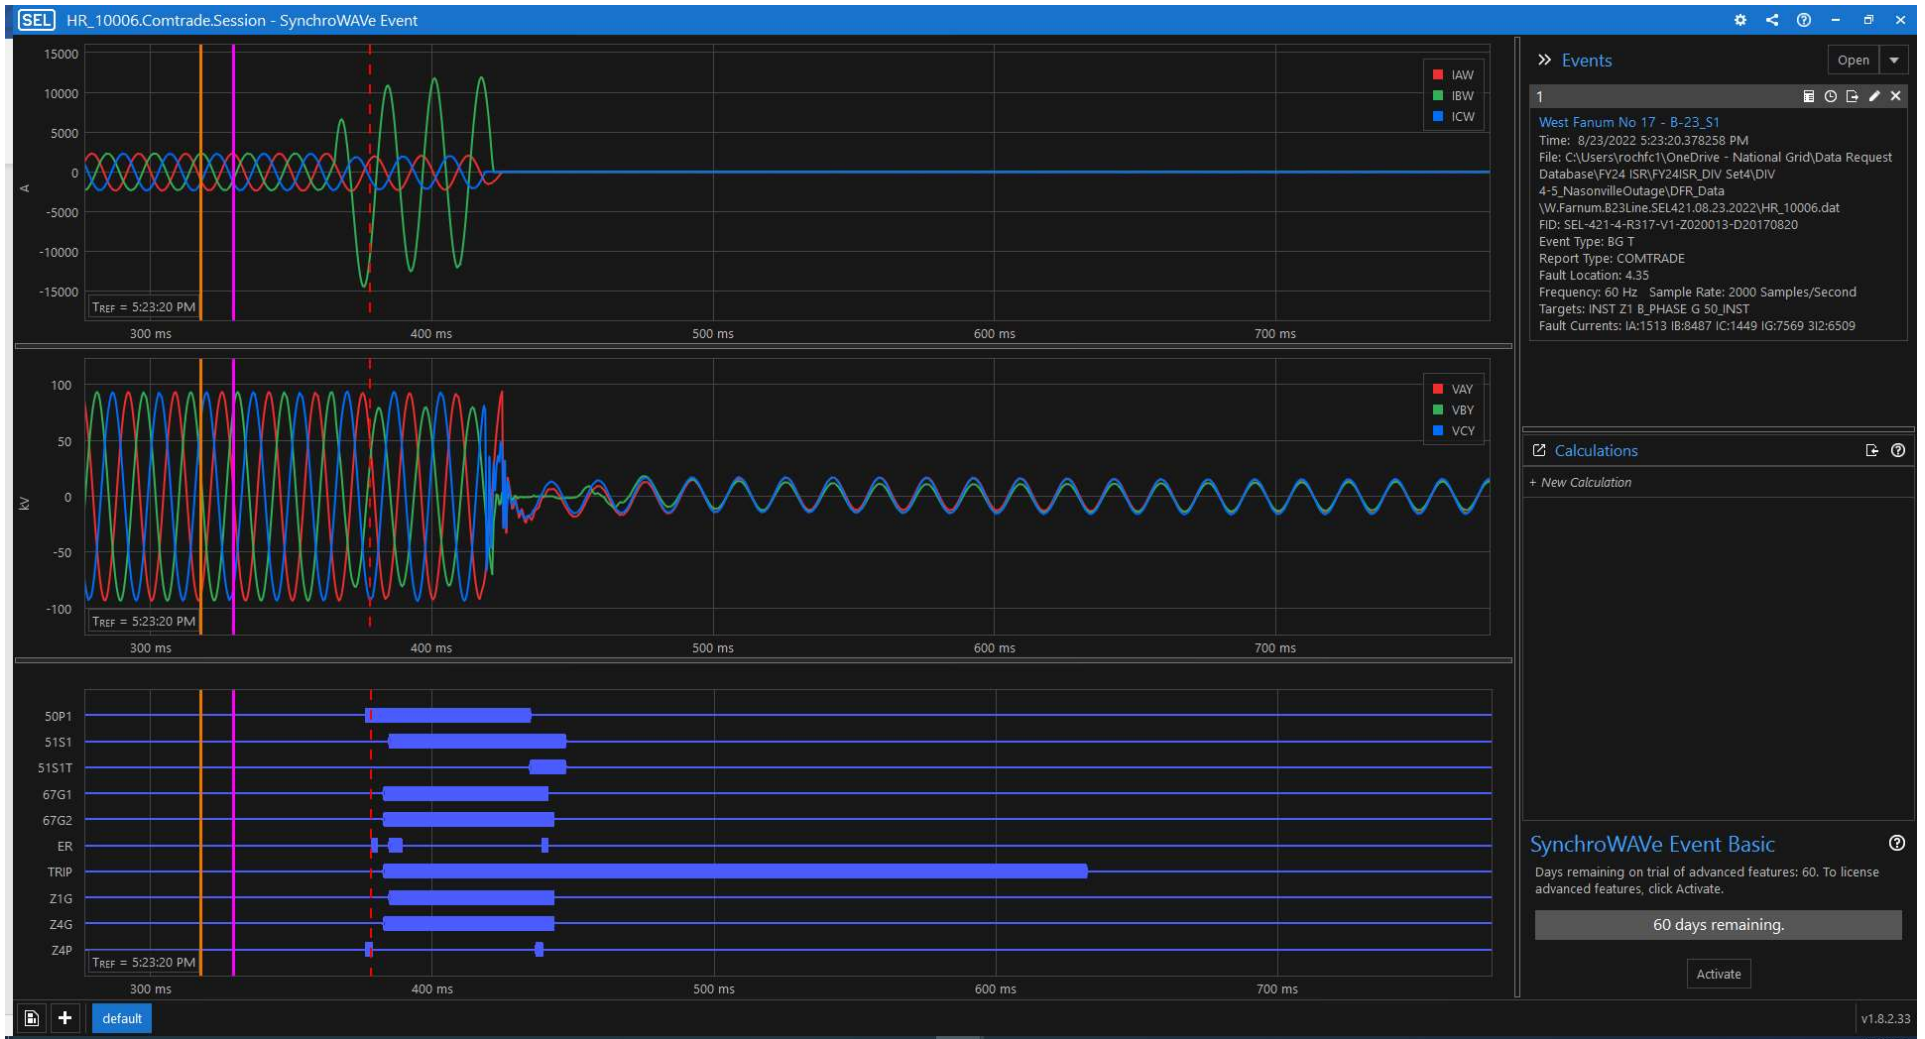 SEL HR_10006.Comtrade.Session - SynchroWAVe Event
15000
10000
5000
0
-5000
-10000
-15000
A
IAW
IBW
ICW
TREF = 5:23:20 PM
300 ms 400 ms 500 ms 600 ms 700 ms
100
50
0
-50
-100
kV
VAY
VBY
VCY
TREF = 5:23:20 PM
300 ms 400 ms 500 ms 600 ms 700 ms
50P1
51S1
51S1T
67G1
67G2
ER
TRIP
Z1G
Z4G
Z4P
TREF = 5:23:20 PM
300 ms 400 ms 500 ms 600 ms 700 ms
default
Events
Open
1
West Fanum No 17 - B-23_S1
Time: 8/23/2022 5:23:20.378258 PM
File: C:\Users\rochfc1\OneDrive - National Grid\Data Request
Database\FY24 ISR\FY24ISR_DIV Set4\DIV
4-5_NasonvilleOutage\DFR_Data
\W.Farnum.B23Line.SEL421.08.23.2022\HR_10006.dat
FID: SEL-421-4-R317-V1-Z020013-D20170820
Event Type: BG T
Report Type: COMTRADE
Fault Location: 4.35
Frequency: 60 Hz Sample Rate: 2000 Samples/Second
Targets: INST Z1 B_PHASE G 50_INST
Fault Currents: IA:1513 IB:8487 IC:1449 IG:7569 3I2:6509
Calculations
+ New Calculation
SynchroWAVe Event Basic
Days remaining on trial of advanced features: 60. To license
advanced features, click Activate.
60 days remaining.
Activate
v1.8.2.33